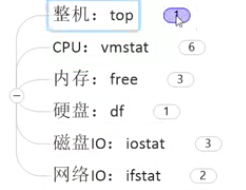 整机：top 1
CPU：vmstat 6
内存：free 3
硬盘：df 1
磁盘IO：iostat 3
网络IO：ifstat 2